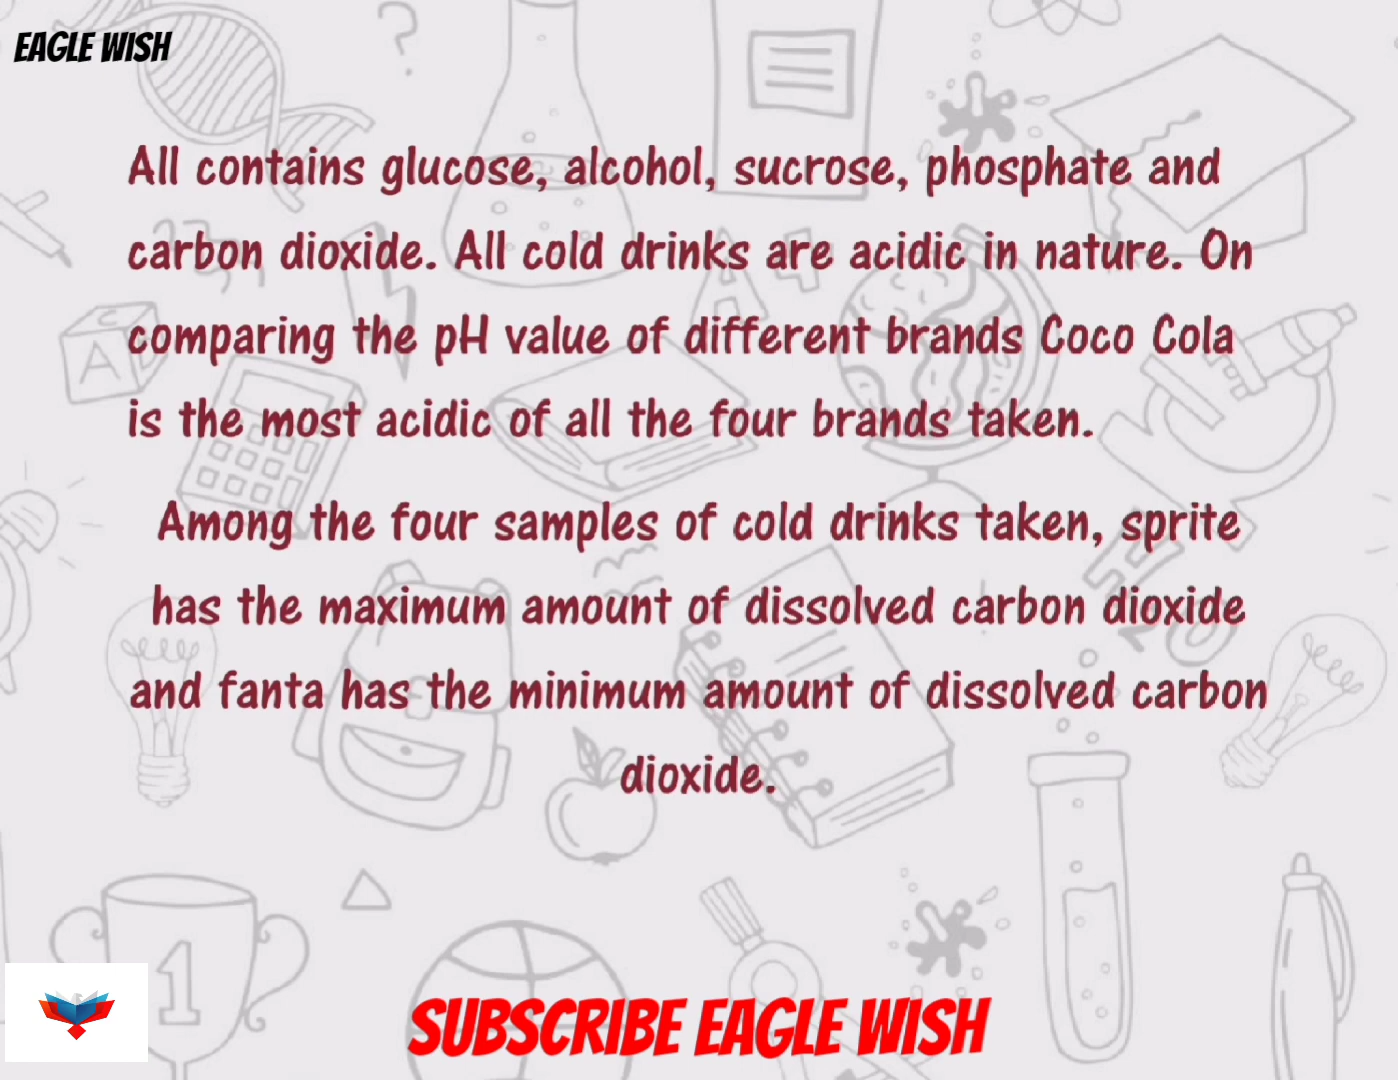 EAGLE WISH
All contains glucose, alcohol, sucrose, phosphate and
carbon dioxide. All cold drinks are acidic in nature. On
comparing the pH value of different brands Coco Cola
is the most acidic of all the four brands taken.
Among the four samples of cold drinks taken, sprite
has the maximum amount of dissolved carbon dioxide
and fanta has the minimum amount of dissolved carbon
dioxide.
SUBSCRIBE EAGLE WISH